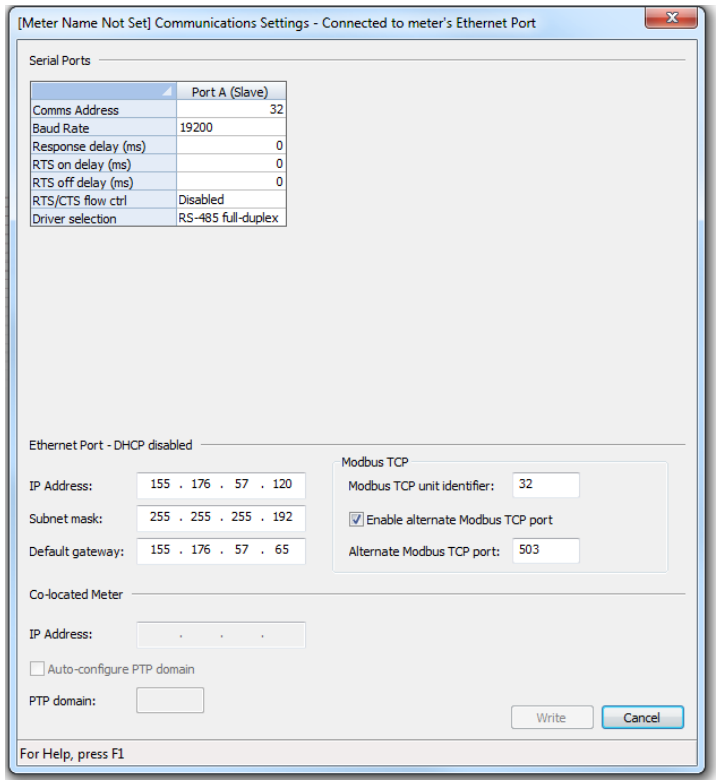 [Meter Name Not Set] Communications Settings - Connected to meter's Ethernet Port
Serial Ports
Port A (Slave)
Comms Address 32
Baud Rate 19200
Response delay (ms) 0
RTS on delay (ms) 0
RTS off delay (ms) 0
RTS/CTS flow ctrl Disabled
Driver selection RS-485 full-duplex
Ethernet Port - DHCP disabled
IP Address: 155 . 176 . 57 . 120
Subnet mask: 255 . 255 . 255 . 192
Default gateway: 155 . 176 . 57 . 65
Modbus TCP
Modbus TCP unit identifier: 32
Enable alternate Modbus TCP port
Alternate Modbus TCP port: 503
Co-located Meter
IP Address: . . .
Auto-configure PTP domain
PTP domain:
Write Cancel
For Help, press F1